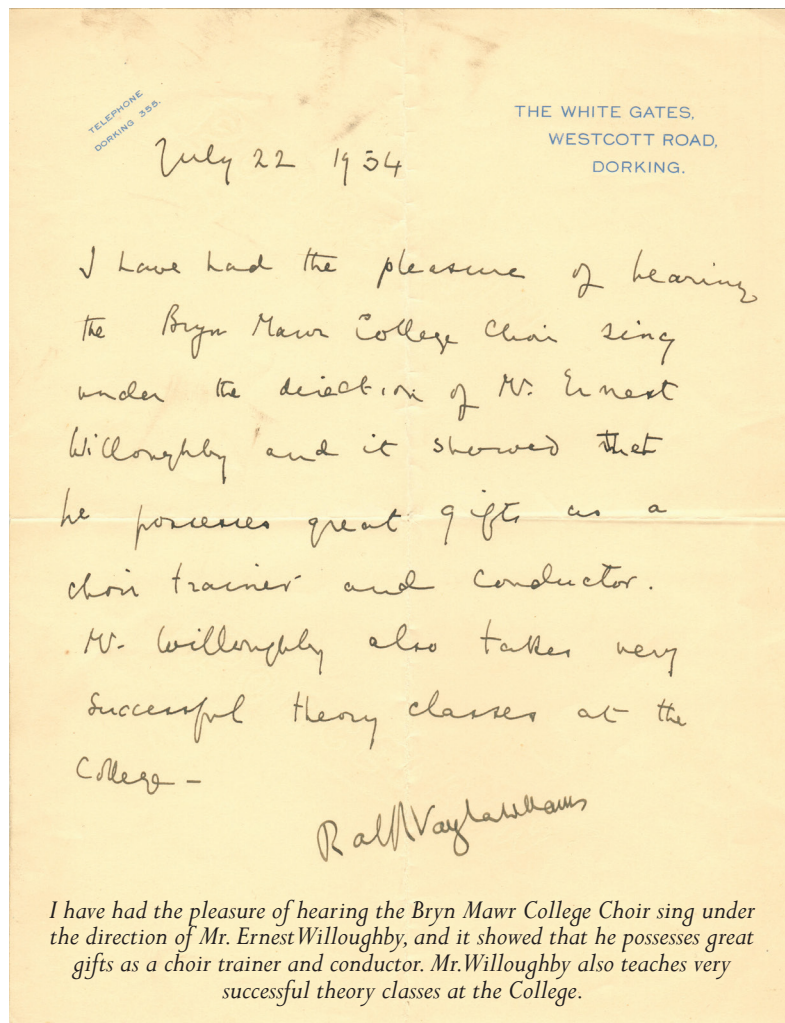 TELEPHONE
DORKING 355.
THE WHITE GATES,
WESTCOTT ROAD,
DORKING.
July 22 1934
I have had the pleasure of hearing
the Bryn Mawr College Choir sing
under the direction of Mr. Ernest
Willoughby and it showed that
he possesses great gifts as a
choir trainer and conductor.
Mr. Willoughby also takes very
successful theory classes at the
College –
Ralph Vaughan Williams
I have had the pleasure of hearing the Bryn Mawr College Choir sing under
the direction of Mr. Ernest Willoughby, and it showed that he possesses great
gifts as a choir trainer and conductor. Mr. Willoughby also teaches very
successful theory classes at the College.